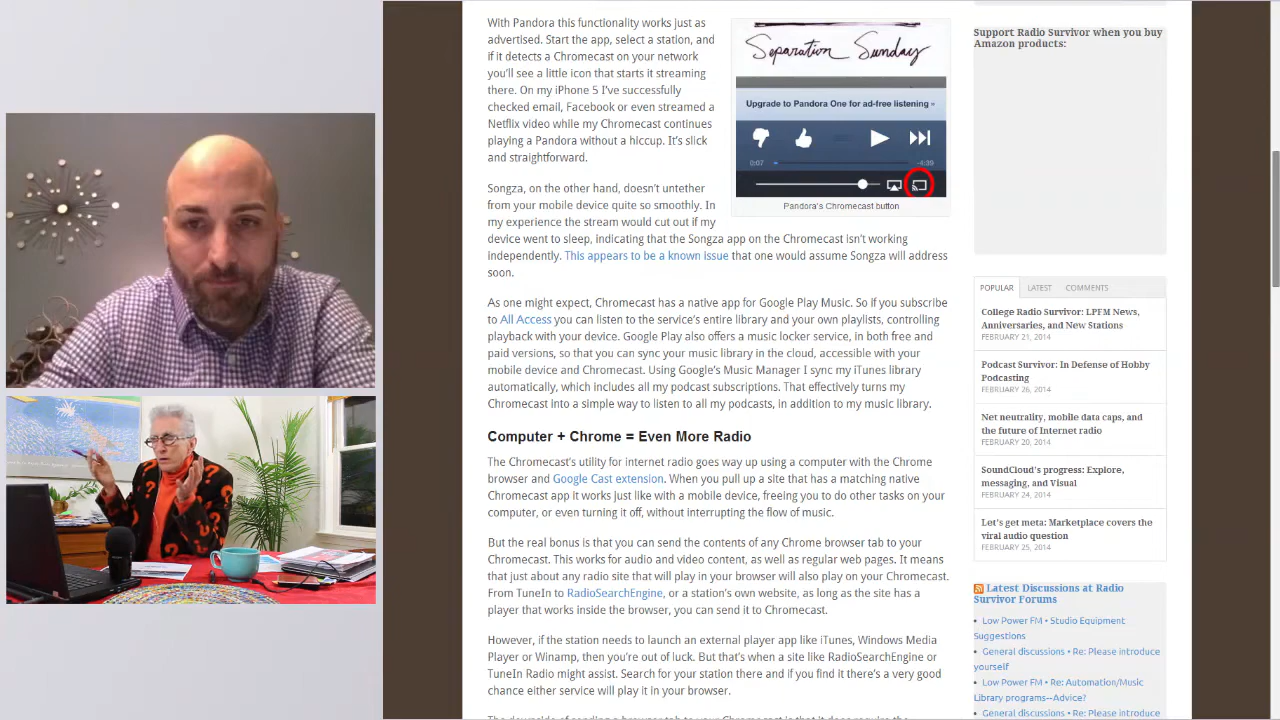 With Pandora this functionality works just as
advertised. Start the app, select a station, and
if it detects a Chromecast on your network
you'll see a little icon that starts it streaming
there. On my iPhone 5 I've successfully
checked email, Facebook or even streamed a
Netflix video while my Chromecast continues
playing a Pandora without a hiccup. It's slick
and straightforward.
Separation Sunday
Upgrade to Pandora One for ad-free listening »
0:07
-4:39
Pandora's Chromecast button
Songza, on the other hand, doesn't untether
from your mobile device quite so smoothly. In
my experience the stream would cut out if my
device went to sleep, indicating that the Songza app on the Chromecast isn't working
independently. This appears to be a known issue that one would assume Songza will address
soon.
As one might expect, Chromecast has a native app for Google Play Music. So if you subscribe
to All Access you can listen to the service's entire library and your own playlists, controlling
playback with your device. Google Play also offers a music locker service, in both free and
paid versions, so that you can sync your music library in the cloud, accessible with your
mobile device and Chromecast. Using Google's Music Manager I sync my iTunes library
automatically, which includes all my podcast subscriptions. That effectively turns my
Chromecast into a simple way to listen to all my podcasts, in addition to my music library.
Computer + Chrome = Even More Radio
The Chromecast's utility for internet radio goes way up using a computer with the Chrome
browser and Google Cast extension. When you pull up a site that has a matching native
Chromecast app it works just like with a mobile device, freeing you to do other tasks on your
computer, or even turning it off, without interrupting the flow of music.
But the real bonus is that you can send the contents of any Chrome browser tab to your
Chromecast. This works for audio and video content, as well as regular web pages. It means
that just about any radio site that will play in your browser will also play on your Chromecast.
From TuneIn to RadioSearchEngine, or a station's own website, as long as the site has a
player that works inside the browser, you can send it to Chromecast.
However, if the station needs to launch an external player app like iTunes, Windows Media
Player or Winamp, then you're out of luck. But that's when a site like RadioSearchEngine or
TuneIn Radio might assist. Search for your station there and if you find it there's a very good
chance either service will play it in your browser.
The downside of sending a browser tab to your Chromecast is that it does require the
Support Radio Survivor when you buy
Amazon products:
POPULAR LATEST COMMENTS
College Radio Survivor: LPFM News,
Anniversaries, and New Stations
FEBRUARY 21, 2014
Podcast Survivor: In Defense of Hobby
Podcasting
FEBRUARY 26, 2014
Net neutrality, mobile data caps, and
the future of Internet radio
FEBRUARY 20, 2014
SoundCloud's progress: Explore,
messaging, and Visual
FEBRUARY 24, 2014
Let's get meta: Marketplace covers the
viral audio question
FEBRUARY 25, 2014
Latest Discussions at Radio
Survivor Forums
• Low Power FM • Studio Equipment
Suggestions
• General discussions • Re: Please introduce
yourself
• Low Power FM • Re: Automation/Music
Library programs--Advice?
• General discussions • Re: Please introduce